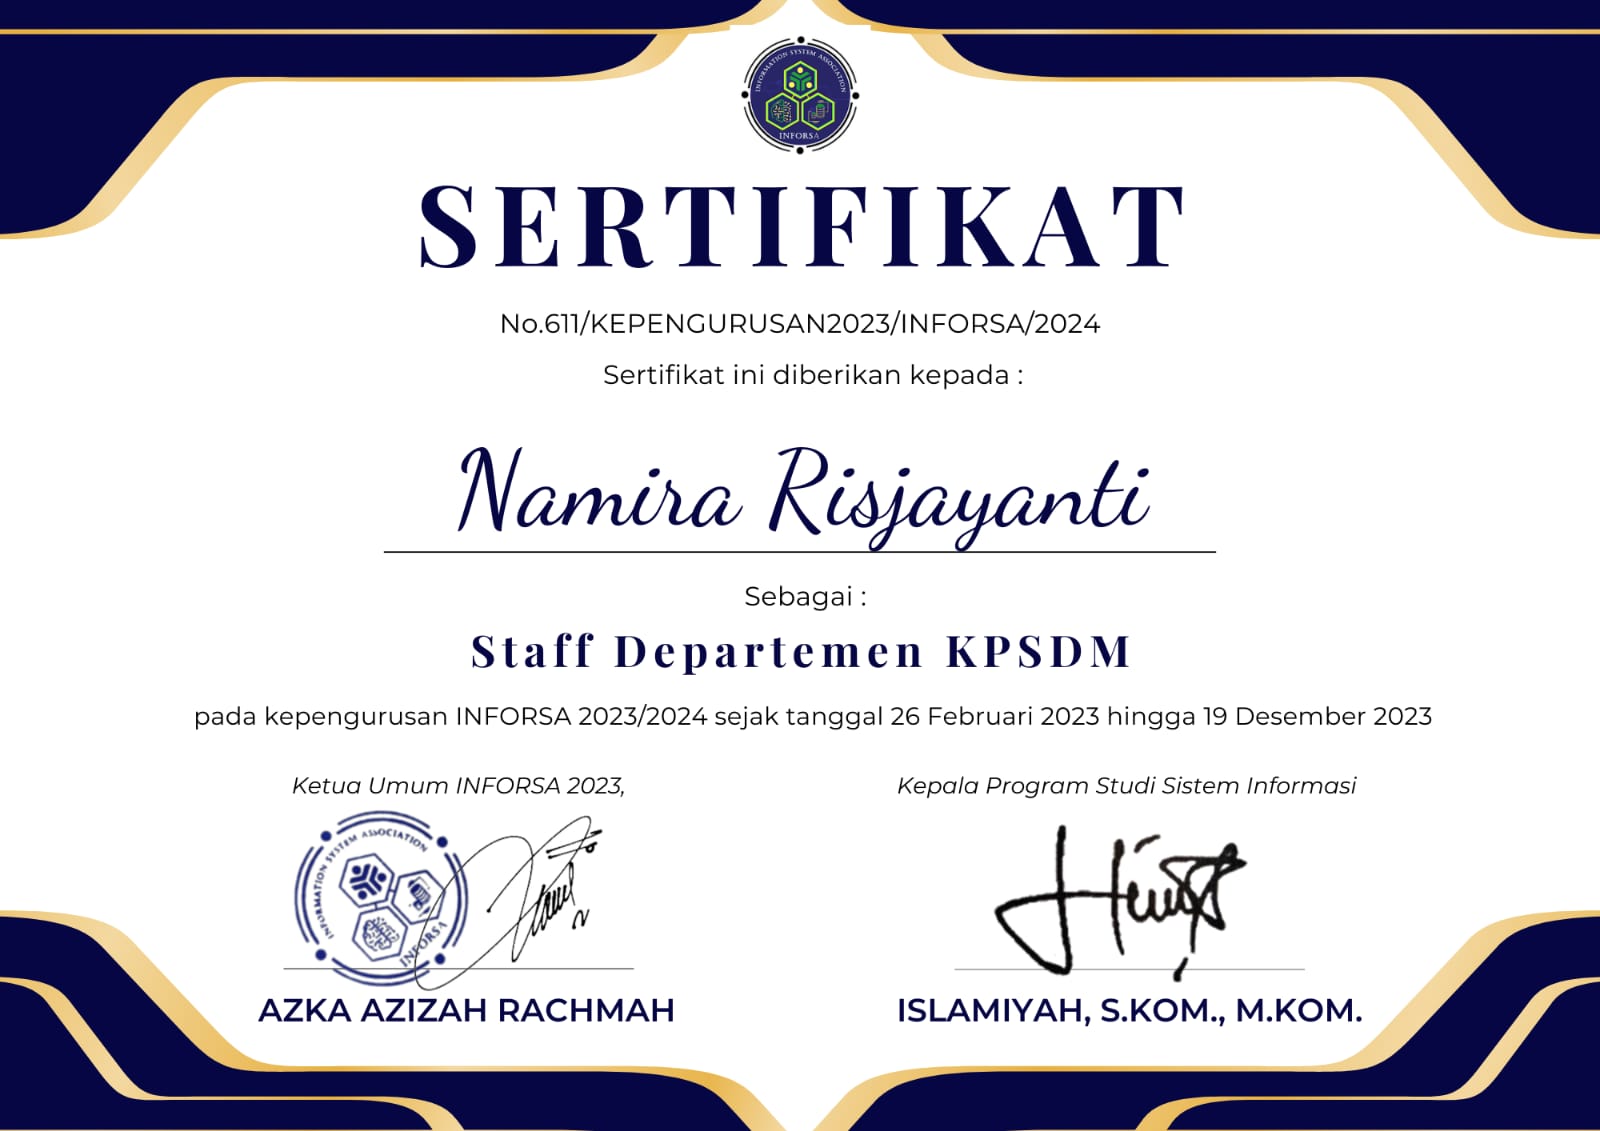 INFORMATION SYSTEM ASSOCIATION
INFORSA
SERTIFIKAT
No.611/KEPENGURUSAN2023/INFORSA/2024
Sertifikat ini diberikan kepada :
Namira Risjayanti
Sebagai :
Staff Departemen KPSDM
pada kepengurusan INFORSA 2023/2024 sejak tanggal 26 Februari 2023 hingga 19 Desember 2023
Ketua Umum INFORSA 2023,
Kepala Program Studi Sistem Informasi
INFORMATION SYSTEM ASSOCIATION
INFORSA
AZKA AZIZAH RACHMAH
ISLAMIYAH, S.KOM., M.KOM.